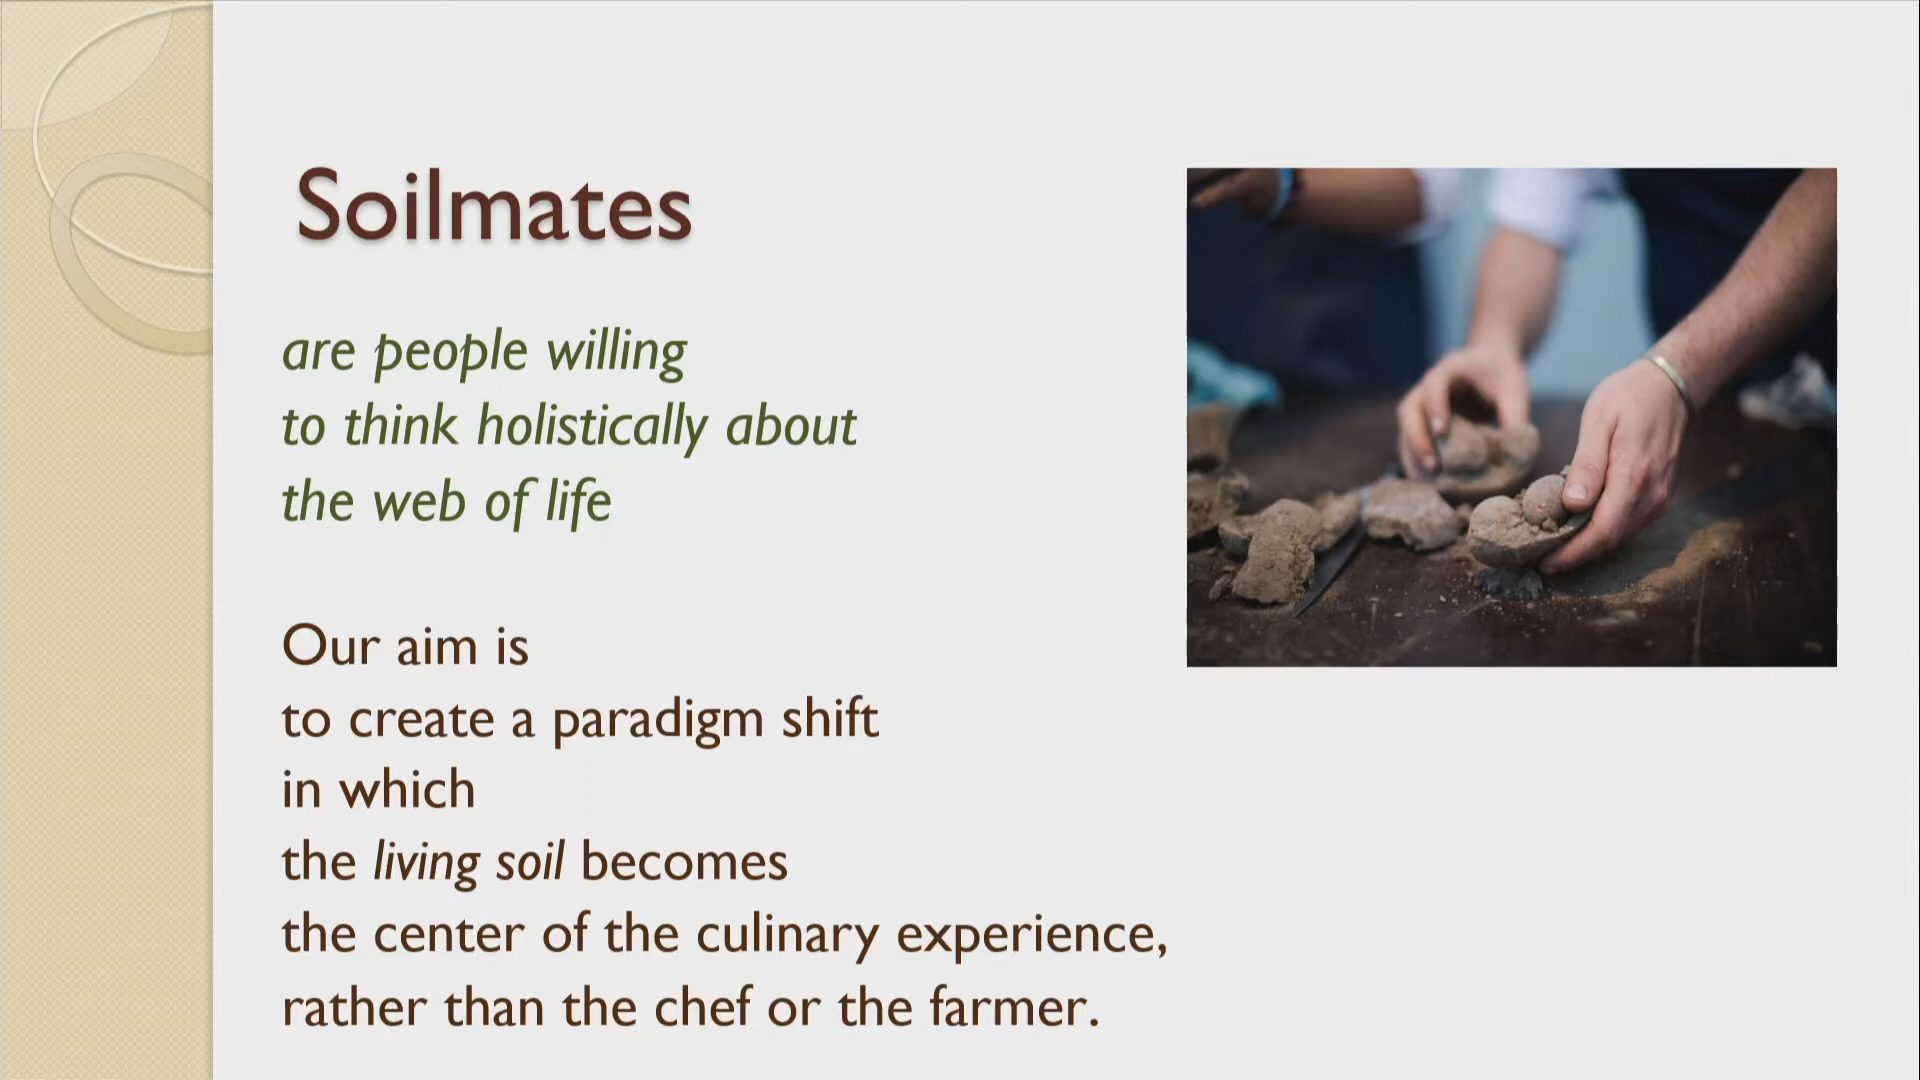 Soilmates
are people willing
to think holistically about
the web of life
Our aim is
to create a paradigm shift
in which
the living soil becomes
the center of the culinary experience,
rather than the chef or the farmer.